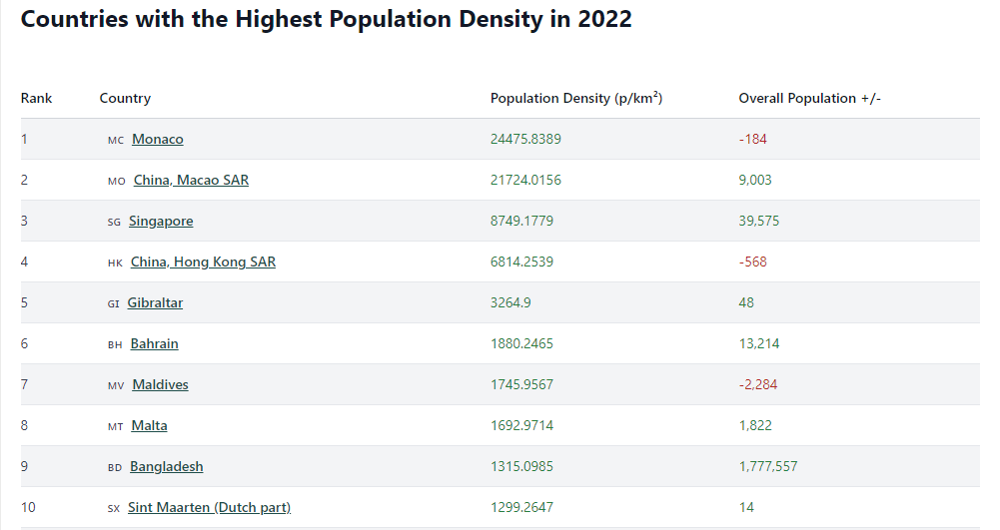 Countries with the Highest Population Density in 2022
Rank Country Population Density (p/km²) Overall Population +/-
1 MC Monaco 24475.8389 -184
2 MO China, Macao SAR 21724.0156 9,003
3 SG Singapore 8749.1779 39,575
4 HK China, Hong Kong SAR 6814.2539 -568
5 GI Gibraltar 3264.9 48
6 BH Bahrain 1880.2465 13,214
7 MV Maldives 1745.9567 -2,284
8 MT Malta 1692.9714 1,822
9 BD Bangladesh 1315.0985 1,777,557
10 SX Sint Maarten (Dutch part) 1299.2647 14